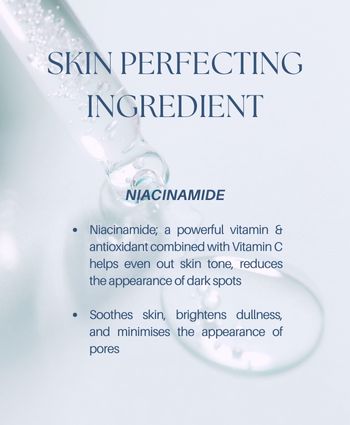 SKIN PERFECTING
INGREDIENT
NIACINAMIDE
• Niacinamide; a powerful vitamin &
antioxidant combined with Vitamin C
helps even out skin tone, reduces
the appearance of dark spots
• Soothes skin, brightens dullness,
and minimises the appearance of
pores